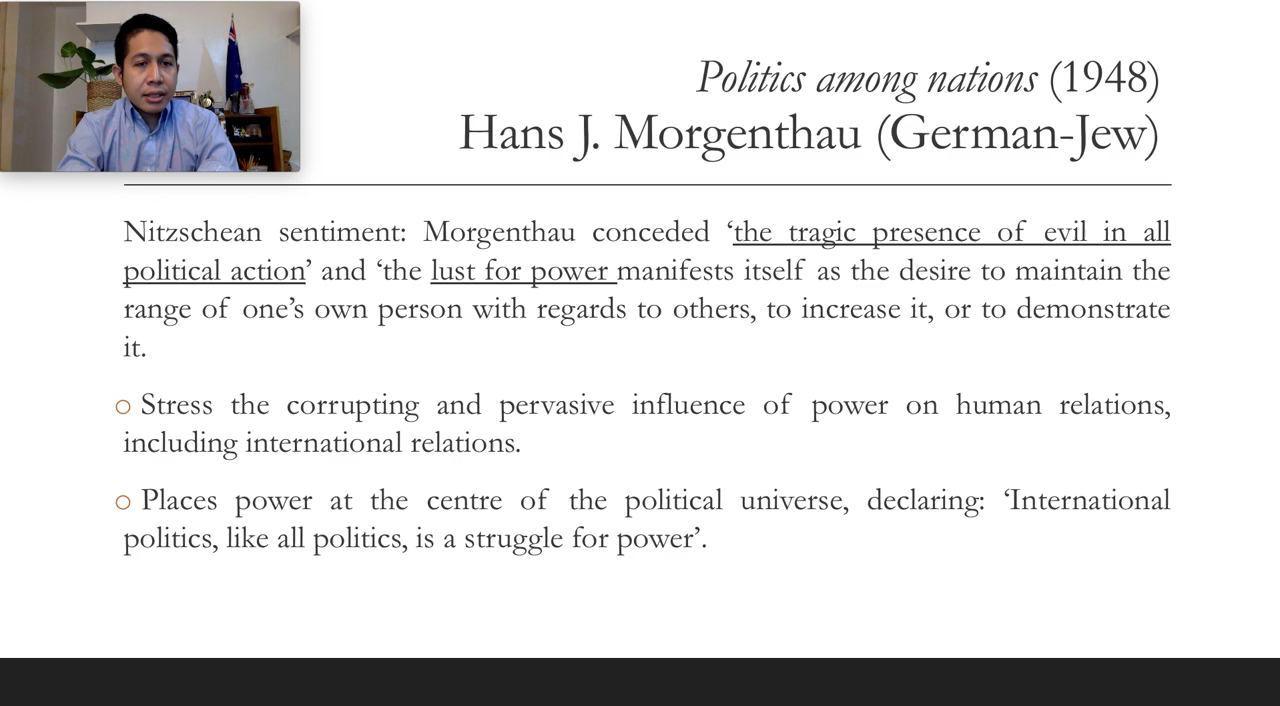 Politics among nations (1948)
Hans J. Morgenthau (German-Jew)
Nitzschean sentiment: Morgenthau conceded ‘the tragic presence of evil in all
political action’ and ‘the lust for power manifests itself as the desire to maintain the
range of one’s own person with regards to others, to increase it, or to demonstrate
it.
Stress the corrupting and pervasive influence of power on human relations,
including international relations.
Places power at the centre of the political universe, declaring: ‘International
politics, like all politics, is a struggle for power’.